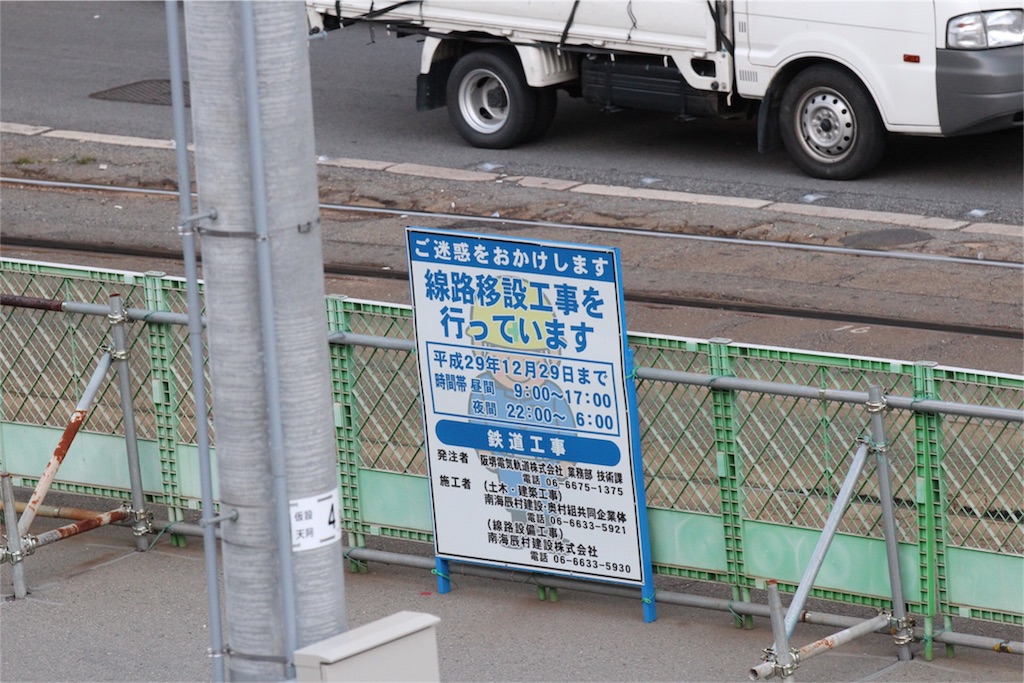 ご迷惑をおかけします
線路移設工事を
行っています
平成29年12月29日まで
時間帯 昼間 9:00〜17:00
夜間 22:00〜 6:00
鉄道工事
発注者 阪堺電気軌道株式会社 業務部 技術課
電話 06-6675-1375
施工者 (土木・建築工事)
南海辰村建設・奥村組共同企業体
電話 06-6633-5921
(線路設備工事)
南海辰村建設株式会社
電話 06-6633-5930
仮設
天阿
4